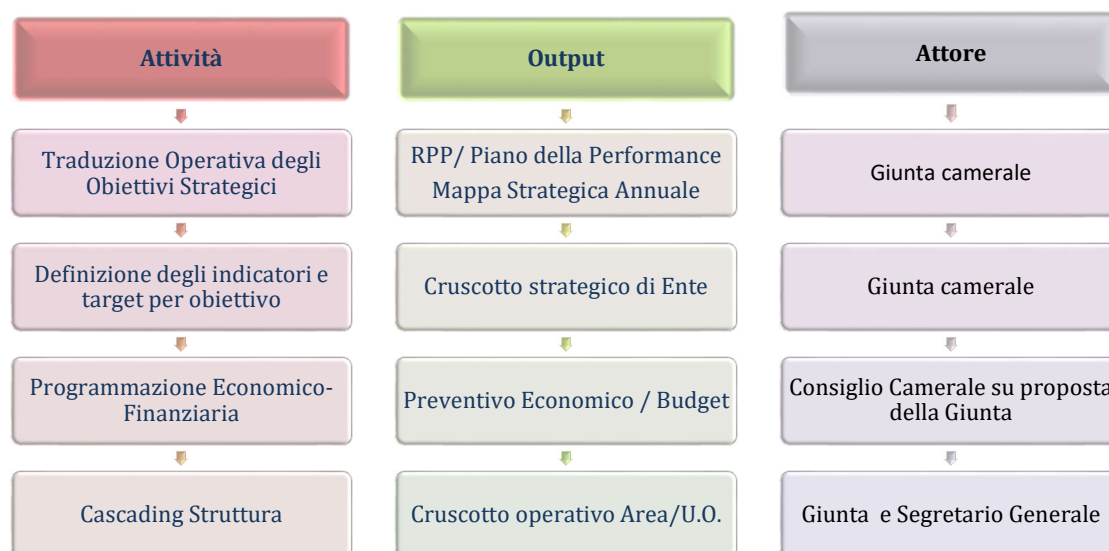 Attività
Output
Attore
Traduzione Operativa degli
Obiettivi Strategici
RPP/ Piano della Performance
Mappa Strategica Annuale
Giunta camerale
Definizione degli indicatori e
target per obiettivo
Cruscotto strategico di Ente
Giunta camerale
Programmazione Economico-
Finanziaria
Preventivo Economico / Budget
Consiglio Camerale su proposta
della Giunta
Cascading Struttura
Cruscotto operativo Area/U.O.
Giunta e Segretario Generale